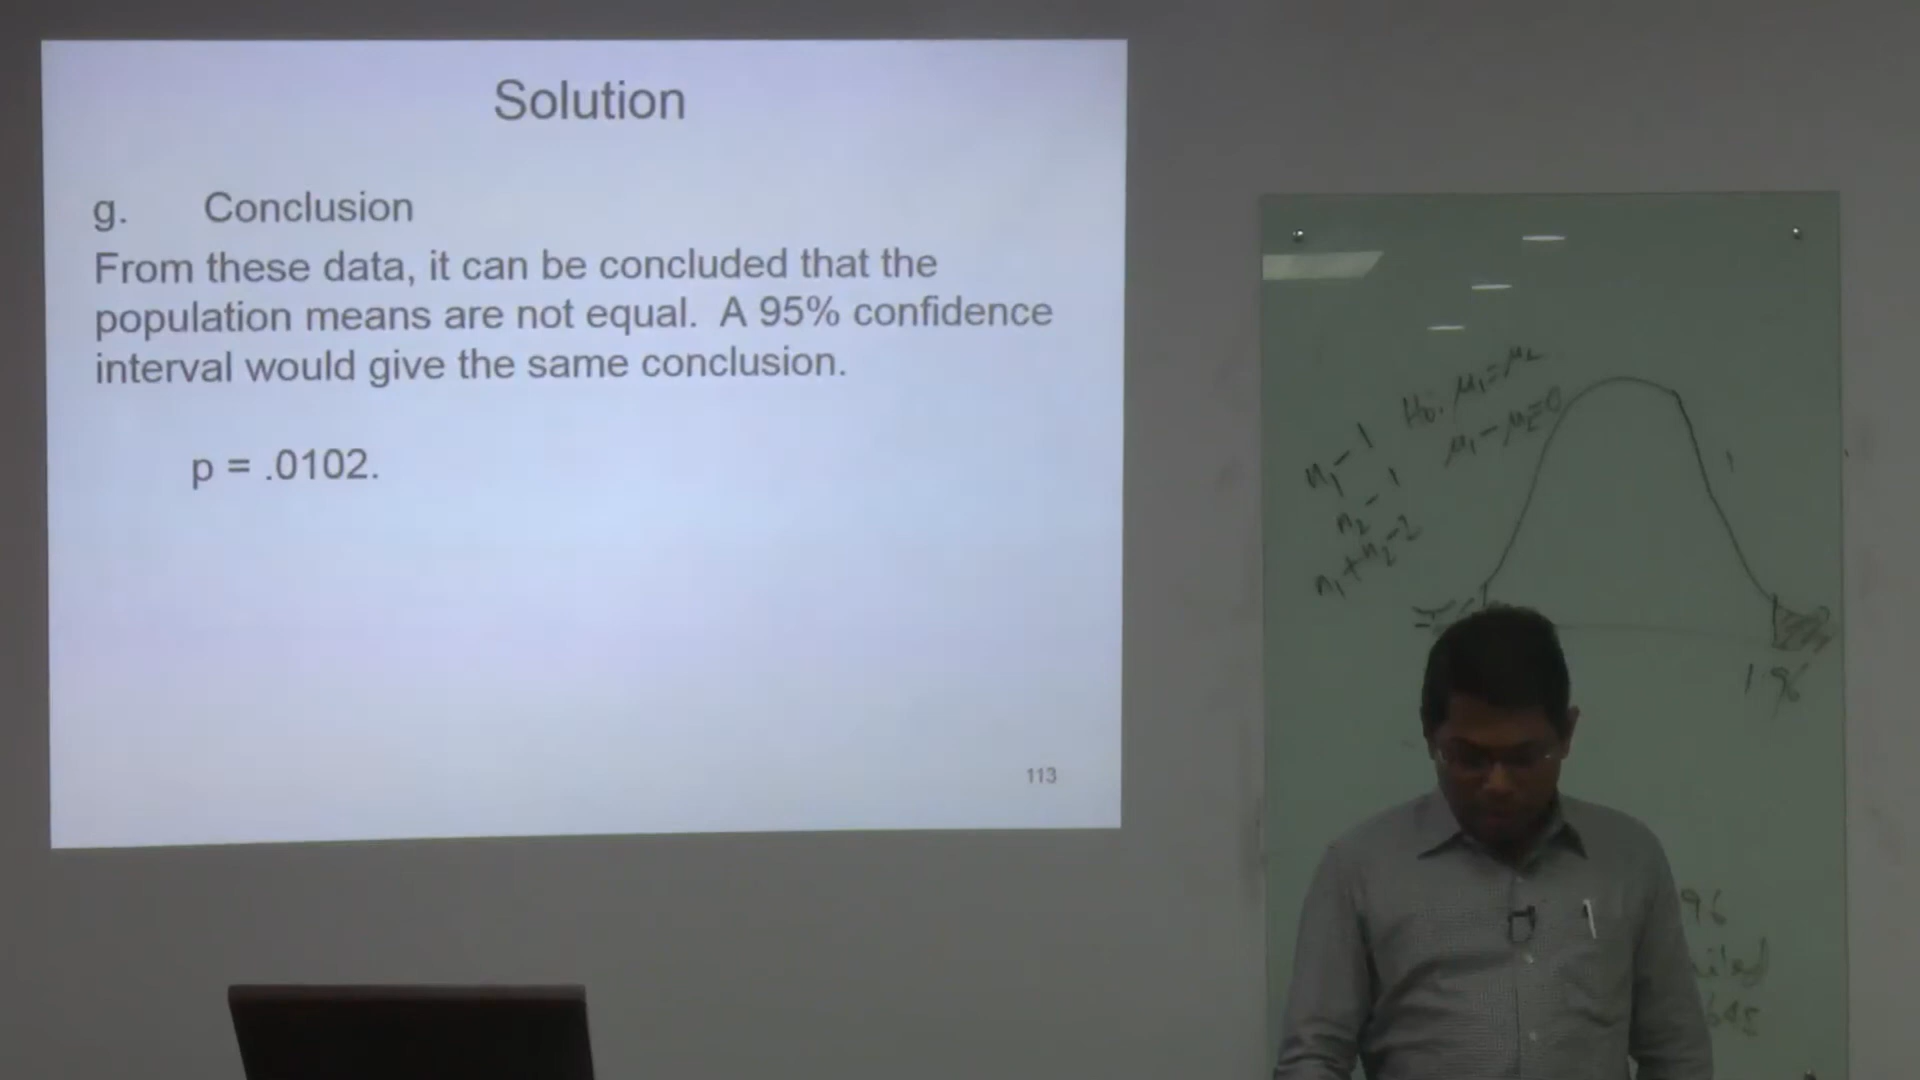 Solution
g. Conclusion
From these data, it can be concluded that the
population means are not equal. A 95% confidence
interval would give the same conclusion.
p = .0102.
113
H₀: μ₁=μ₂
μ₁-μ₂=0
n₁-1
n₂-1
n₁+n₂-2
1.96
96
645